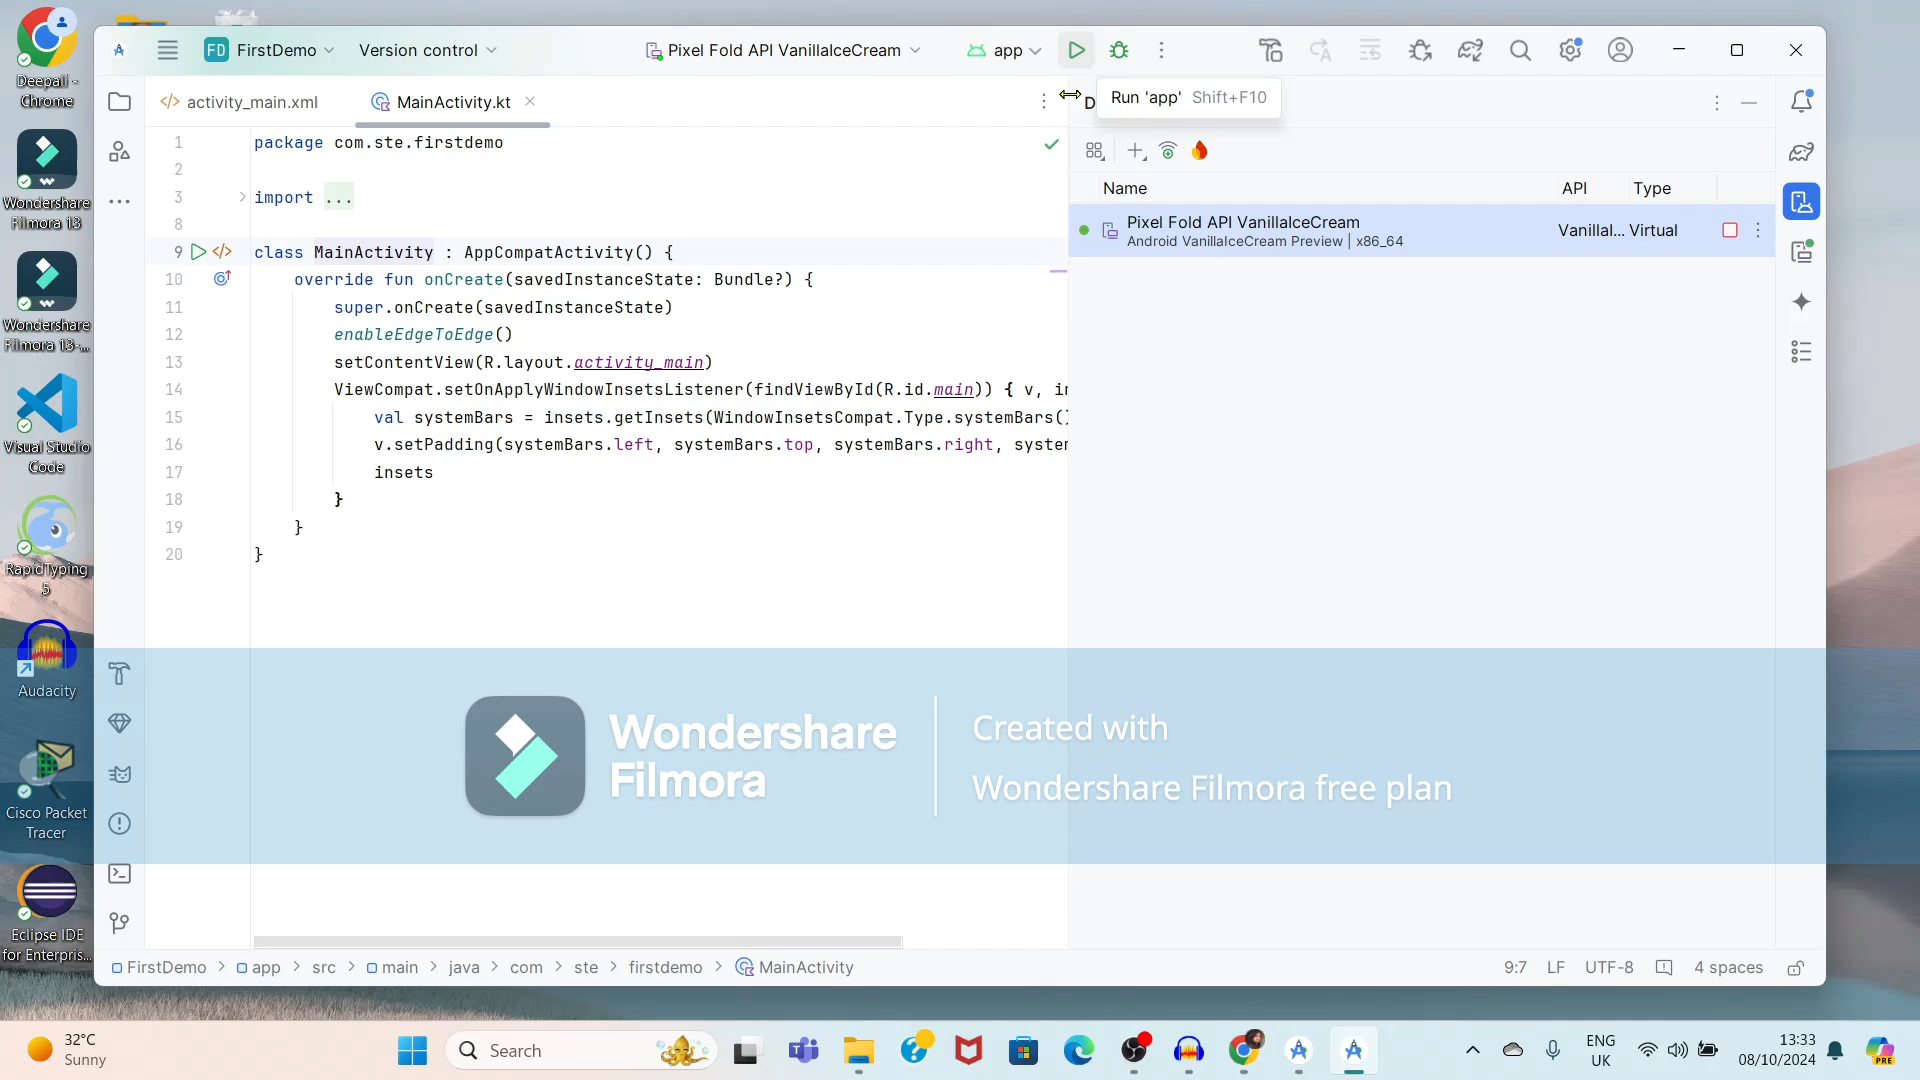 Deepali -
Chrome
Wondershare
Filmora 13
Wondershare
Filmora 13-...
Visual Studio
Code
RapidTyping
5
Audacity
Cisco Packet
Tracer
Eclipse IDE
for Enterpris...
FD FirstDemo
Version control
Pixel Fold API VanillaIceCream
app
activity_main.xml
MainActivity.kt
D
Run 'app' Shift+F10
1 package com.ste.firstdemo
2
3 import ...
8
9 class MainActivity : AppCompatActivity() {
10 override fun onCreate(savedInstanceState: Bundle?) {
11 super.onCreate(savedInstanceState)
12 enableEdgeToEdge()
13 setContentView(R.layout.activity_main)
14 ViewCompat.setOnApplyWindowInsetsListener(findViewById(R.id.main)) { v, in
15 val systemBars = insets.getInsets(WindowInsetsCompat.Type.systemBars()
16 v.setPadding(systemBars.left, systemBars.top, systemBars.right, system
17 insets
18 }
19 }
20 }
Name API Type
Pixel Fold API VanillaIceCream
Android VanillaIceCream Preview | x86_64
VanillaI... Virtual
Wondershare
Filmora
Created with
Wondershare Filmora free plan
FirstDemo > app > src > main > java > com > ste > firstdemo > MainActivity
9:7 LF UTF-8 4 spaces
32°C
Sunny
Search
ENG
UK
13:33
08/10/2024
PRE